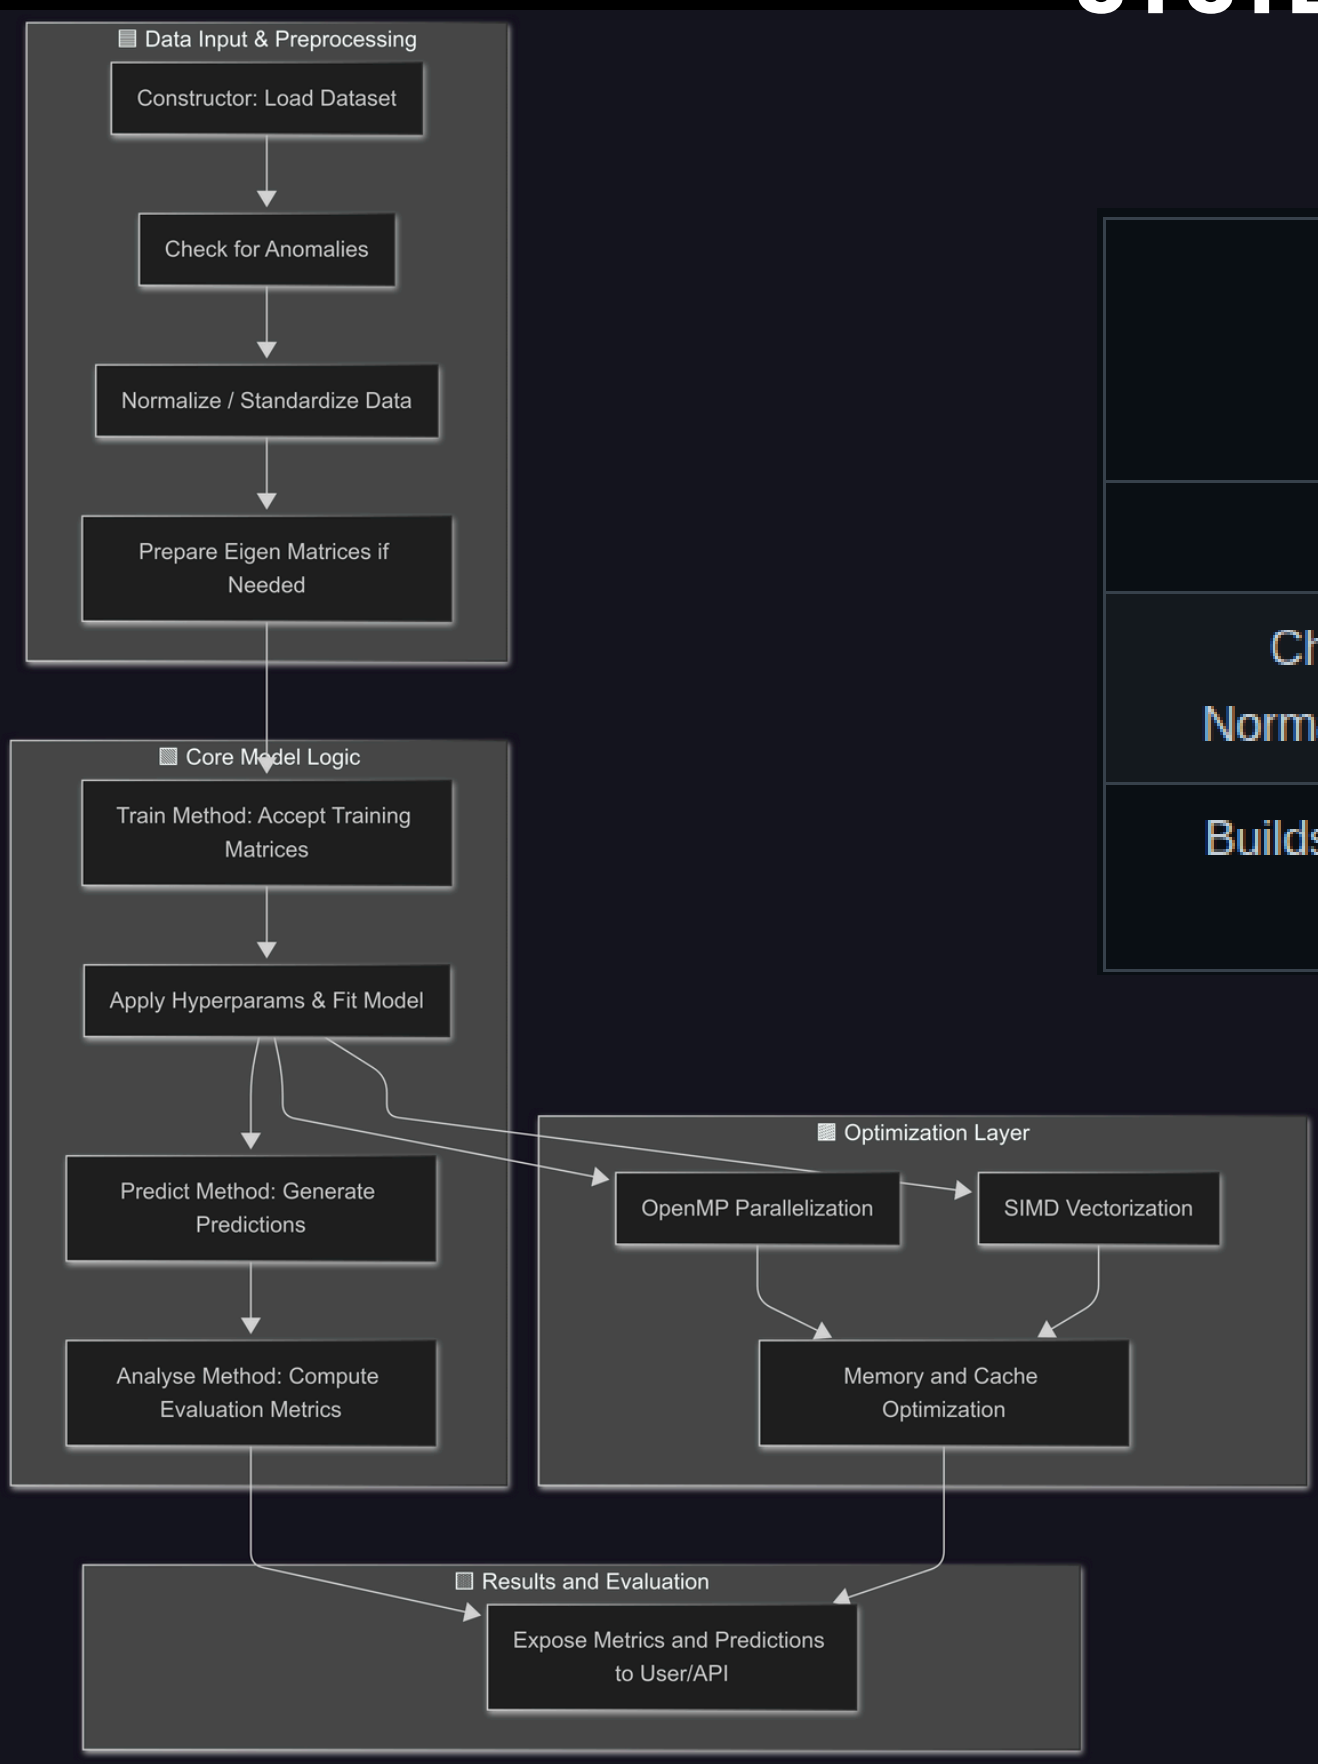 Data Input & Preprocessing
Constructor: Load Dataset
Check for Anomalies
Normalize / Standardize Data
Prepare Eigen Matrices if
Needed
Core Model Logic
Train Method: Accept Training
Matrices
Apply Hyperparams & Fit Model
Predict Method: Generate
Predictions
Analyse Method: Compute
Evaluation Metrics
Optimization Layer
OpenMP Parallelization
SIMD Vectorization
Memory and Cache
Optimization
Results and Evaluation
Expose Metrics and Predictions
to User/API
Ch
Norma
Builds